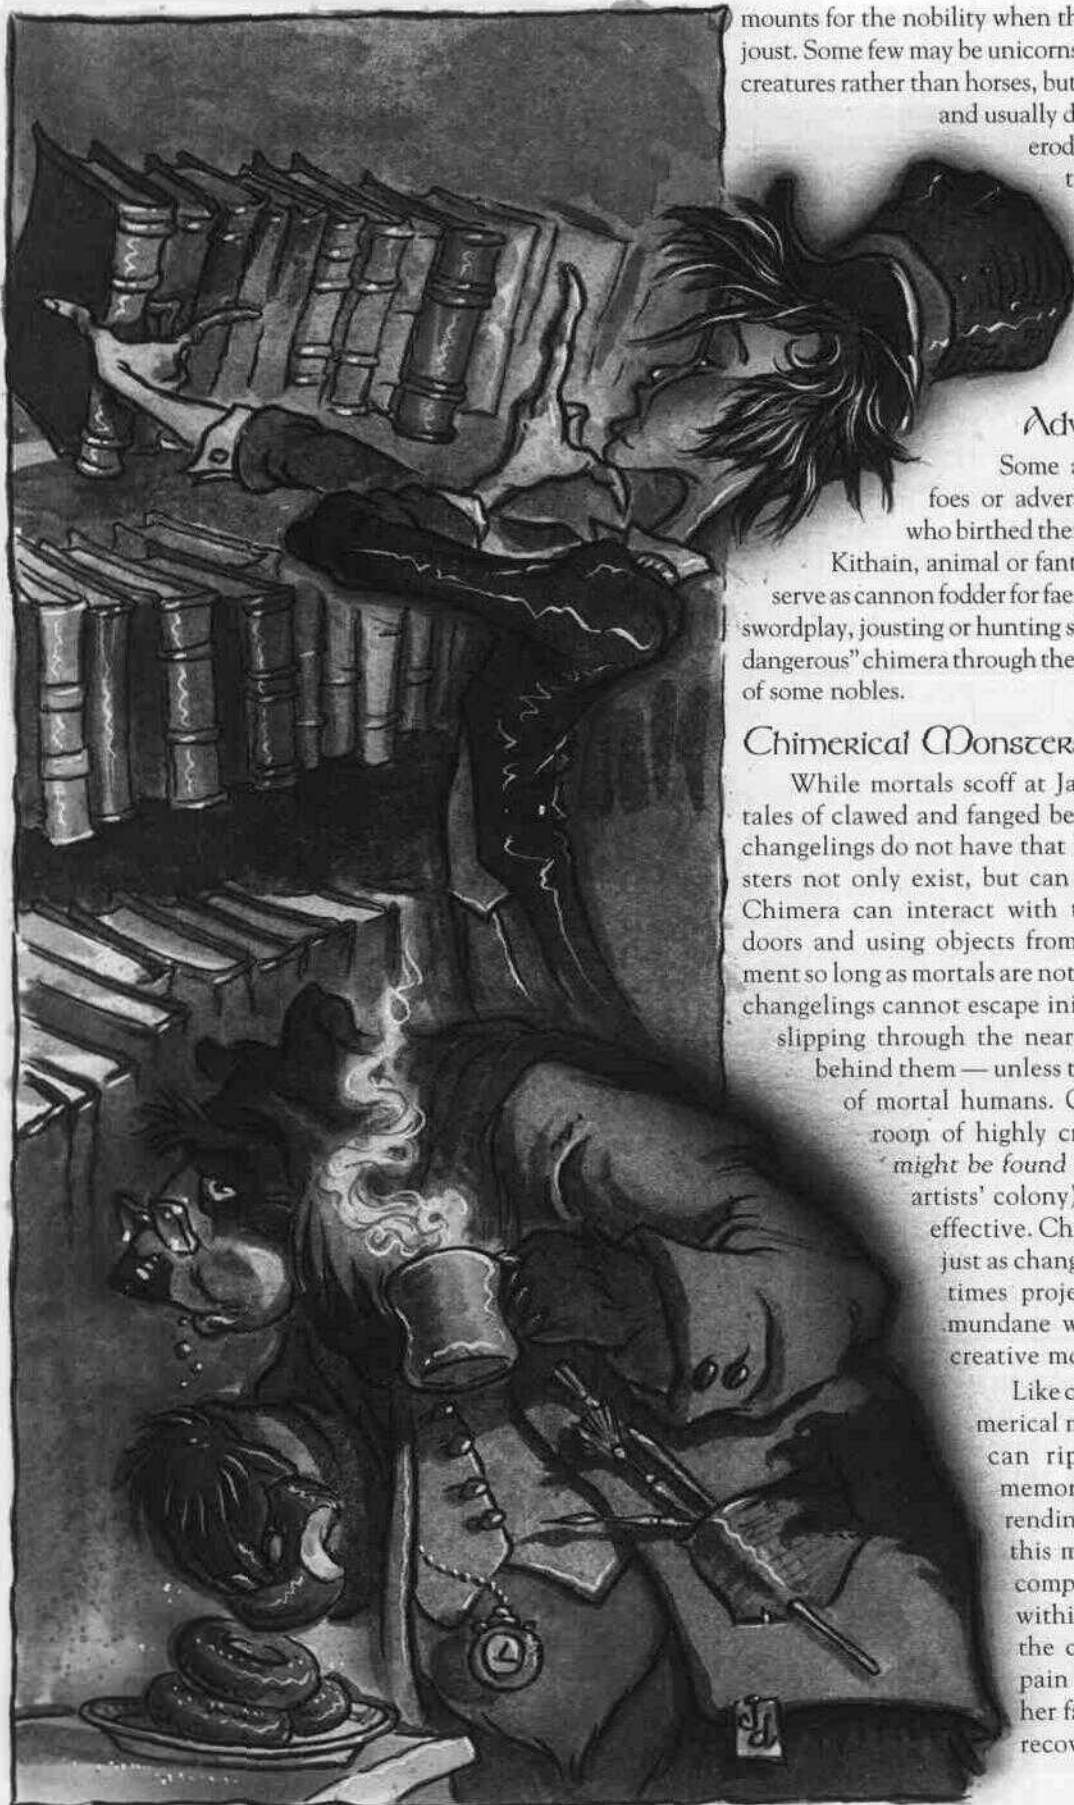 mounts for the nobility when th
joust. Some few may be unicorns
creatures rather than horses, but
and usually d
erod
t
Adv
Some a
foes or adver
who birthed the
Kithain, animal or fant
serve as cannon fodder for fae
swordplay, jousting or hunting s
dangerous” chimera through the
of some nobles.
Chimerical Monsters
While mortals scoff at Ja
tales of clawed and fanged be
changelings do not have that
sters not only exist, but can
Chimera can interact with t
doors and using objects from
ment so long as mortals are not
changelings cannot escape ini
slipping through the near
behind them — unless t
of mortal humans. C
room of highly cr
might be found
artists’ colony)
effective. Ch
just as chang
times proje
mundane w
creative mo
Like c
merical m
can rip
memor
rendin
this m
comp
withi
the c
pain
her fa
recov